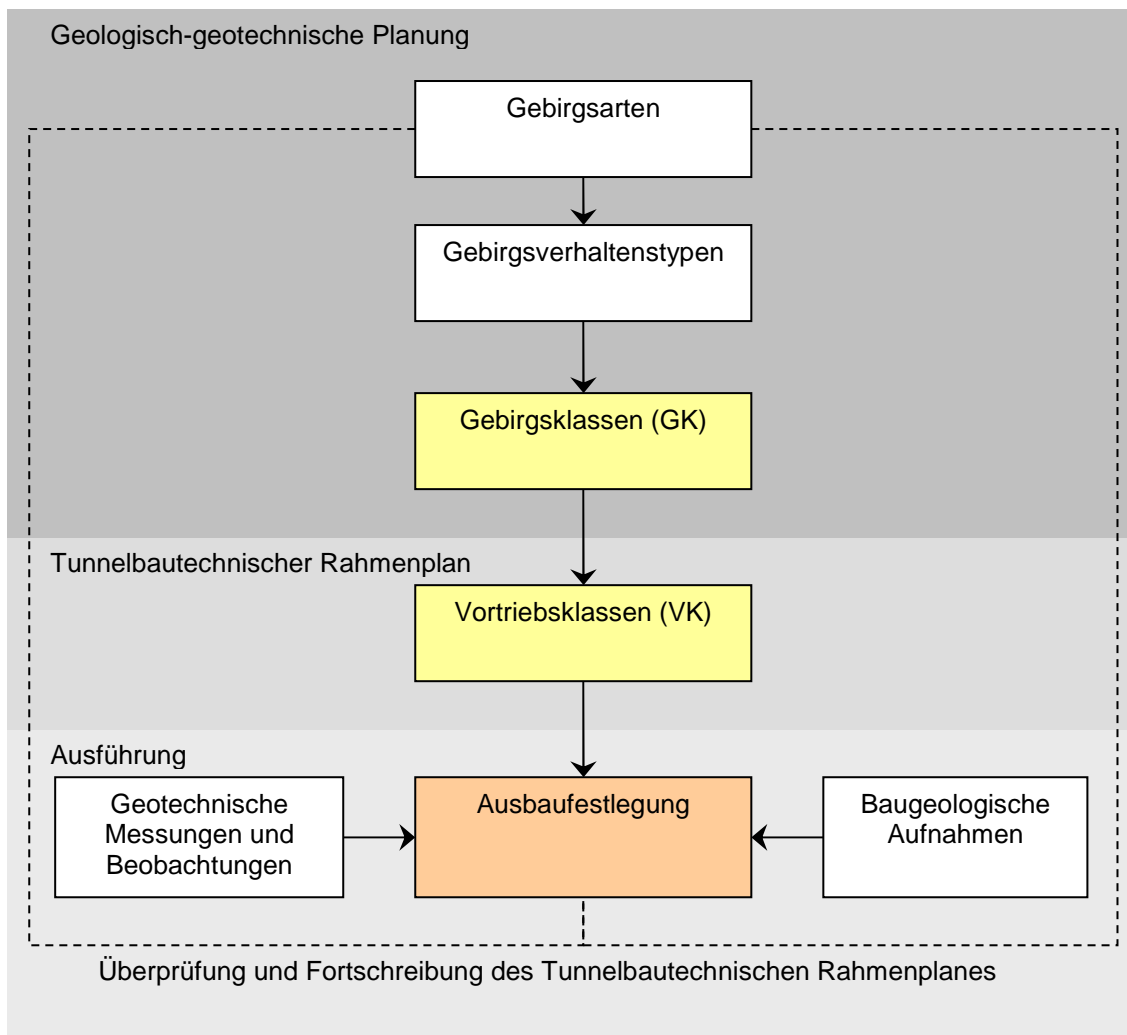 Geologisch-geotechnische Planung
Gebirgsarten
Gebirgsverhaltenstypen
Gebirgsklassen (GK)
Tunnelbautechnischer Rahmenplan
Vortriebsklassen (VK)
Ausführung
Geotechnische
Messungen und
Beobachtungen
Ausbaufestlegung
Baugeologische
Aufnahmen
Überprüfung und Fortschreibung des Tunnelbautechnischen Rahmenplanes